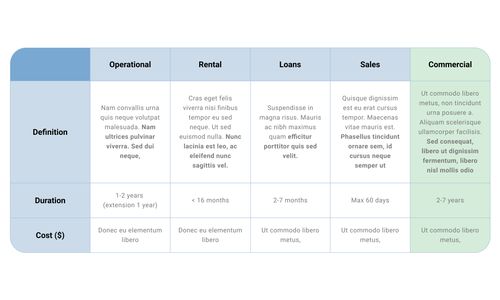 Operational Rental Loans Sales Commercial
Definition
Nam convallis urna
quis neque volutpat
malesuada. Nam
ultrices pulvinar
viverra. Sed dui
neque,
Cras eget felis
viverra nisi finibus
tempor eu sed
neque. Ut sed
euismod nulla. Nunc
lacinia est leo, ac
eleifend nunc
sagittis vel.
Suspendisse in
magna risus. Mauris
ac nibh maximus
quam efficitur
porttitor quis sed
velit.
Quisque dignissim
est eu erat cursus
tempor. Maecenas
vitae mauris est.
Phasellus tincidunt
ornare sem, id
cursus neque
semper ut
Ut commodo libero
metus, non tincidunt
urna posuere a.
Aliquam scelerisque
ullamcorper facilisis.
Sed consequat,
libero ut dignissim
fermentum, libero
nisl mollis odio
Duration
1-2 years
(extension 1 year)
< 16 months
2-7 months
Max 60 days
2-7 years
Cost ($)
Donec eu elementum
libero
Donec eu elementum
libero
Ut commodo libero
metus,
Ut commodo libero
metus,
Ut commodo libero
metus,